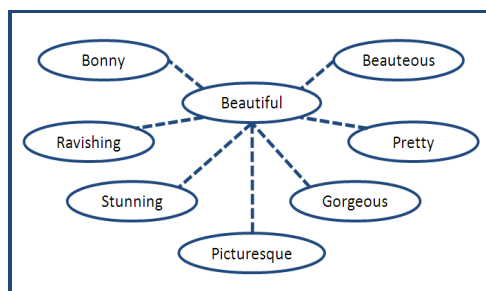 Bonny
Beauteous
Beautiful
Ravishing
Pretty
Stunning
Gorgeous
Picturesque